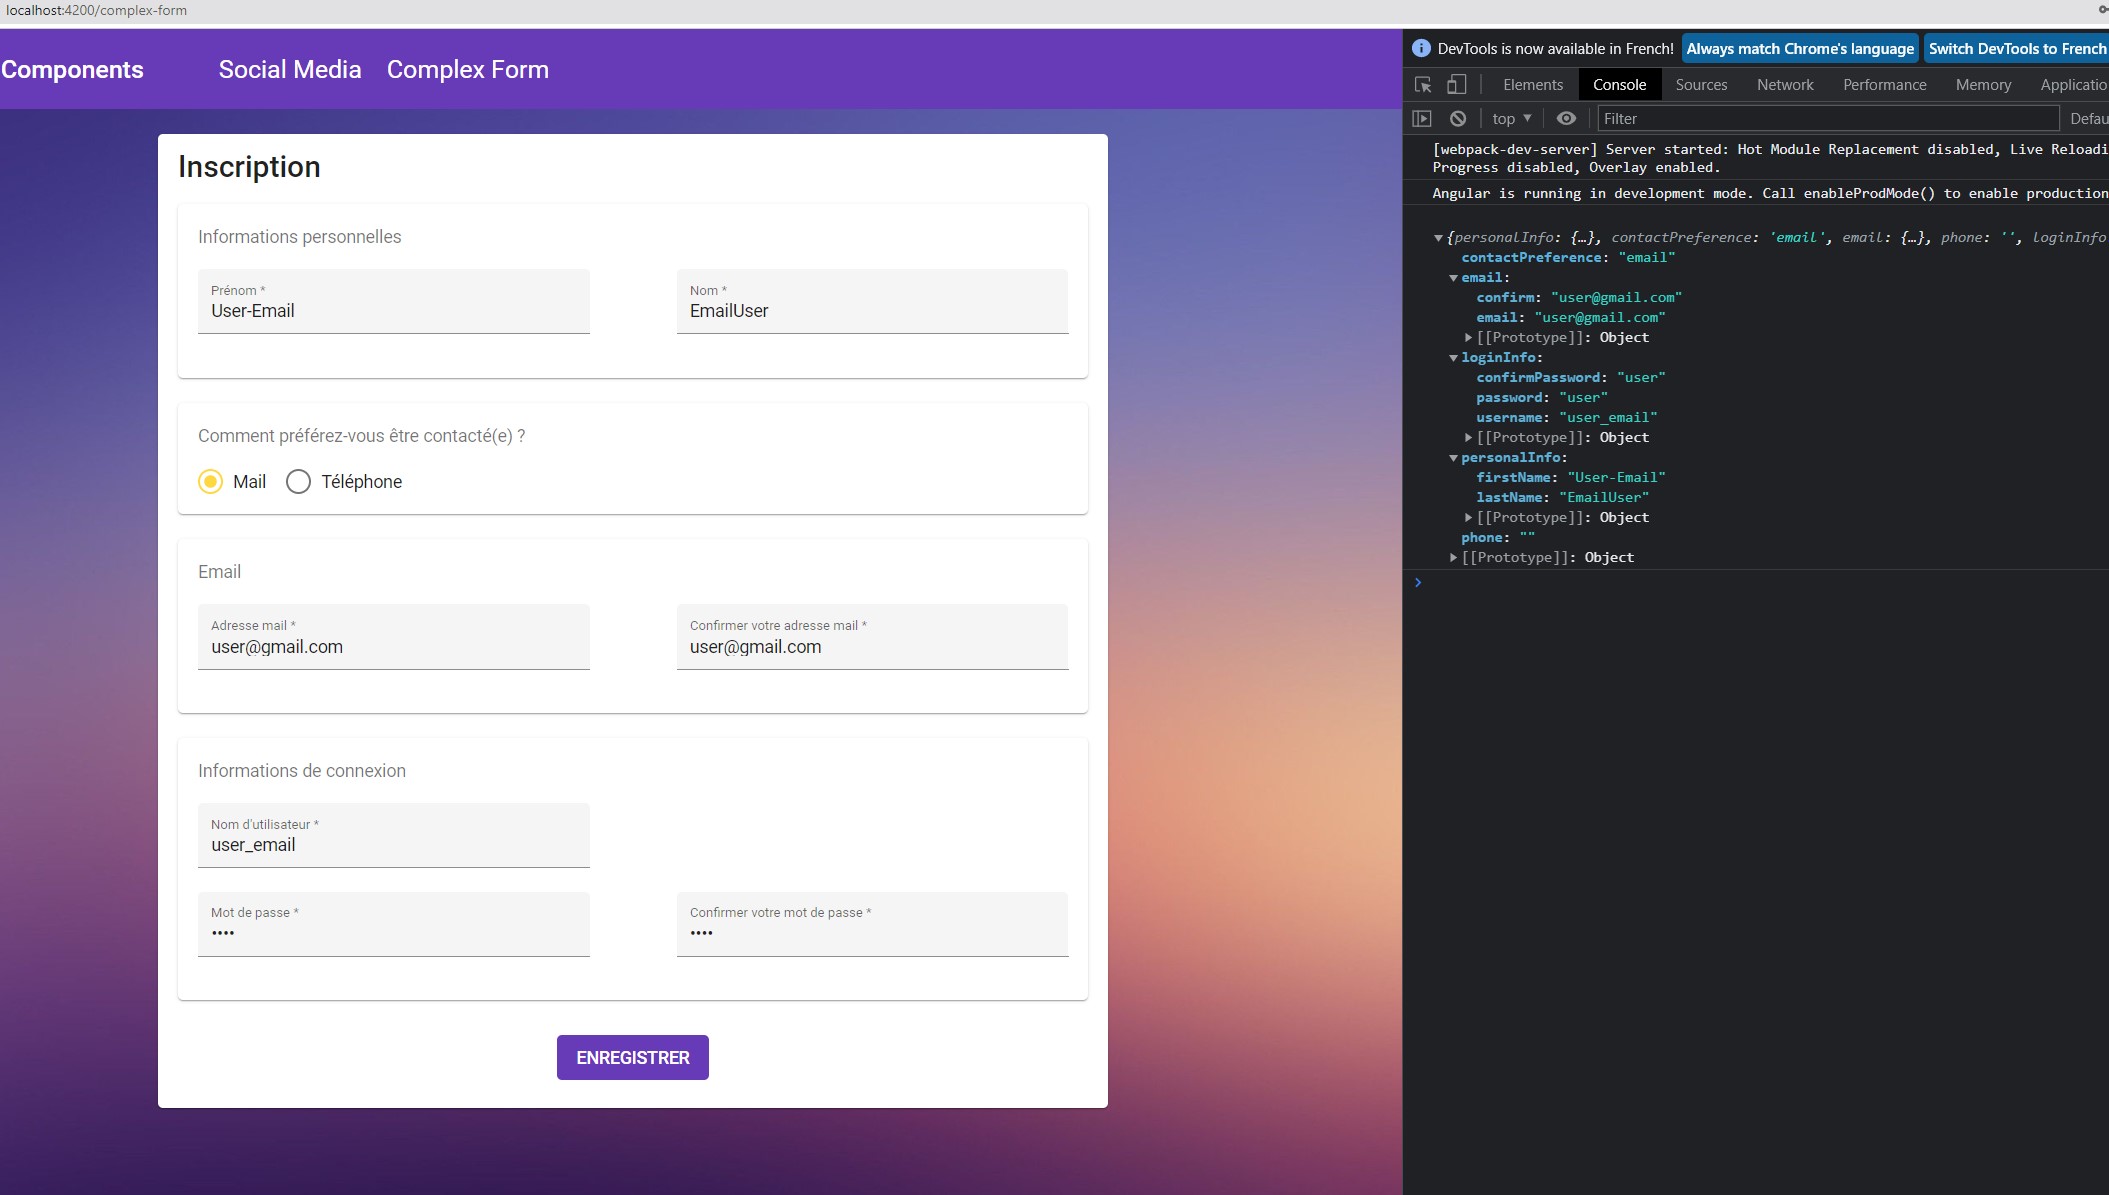 localhost:4200/complex-form
Components Social Media Complex Form
Inscription
Informations personnelles
Prénom * Nom *
User-Email EmailUser
Comment préférez-vous être contacté(e) ?
Mail Téléphone
Email
Adresse mail * Confirmer votre adresse mail *
user@gmail.com user@gmail.com
Informations de connexion
Nom d'utilisateur *
user_email
Mot de passe * Confirmer votre mot de passe *
•••• ••••
ENREGISTRER
DevTools is now available in French! Always match Chrome's language Switch DevTools to French
Elements Console Sources Network Performance Memory Applicatio
top Filter Defau
[webpack-dev-server] Server started: Hot Module Replacement disabled, Live Reloadi
Progress disabled, Overlay enabled.
Angular is running in development mode. Call enableProdMode() to enable production
{personalInfo: {…}, contactPreference: 'email', email: {…}, phone: '', loginInfo
contactPreference: "email"
email:
confirm: "user@gmail.com"
email: "user@gmail.com"
[[Prototype]]: Object
loginInfo:
confirmPassword: "user"
password: "user"
username: "user_email"
[[Prototype]]: Object
personalInfo:
firstName: "User-Email"
lastName: "EmailUser"
[[Prototype]]: Object
phone: ""
[[Prototype]]: Object